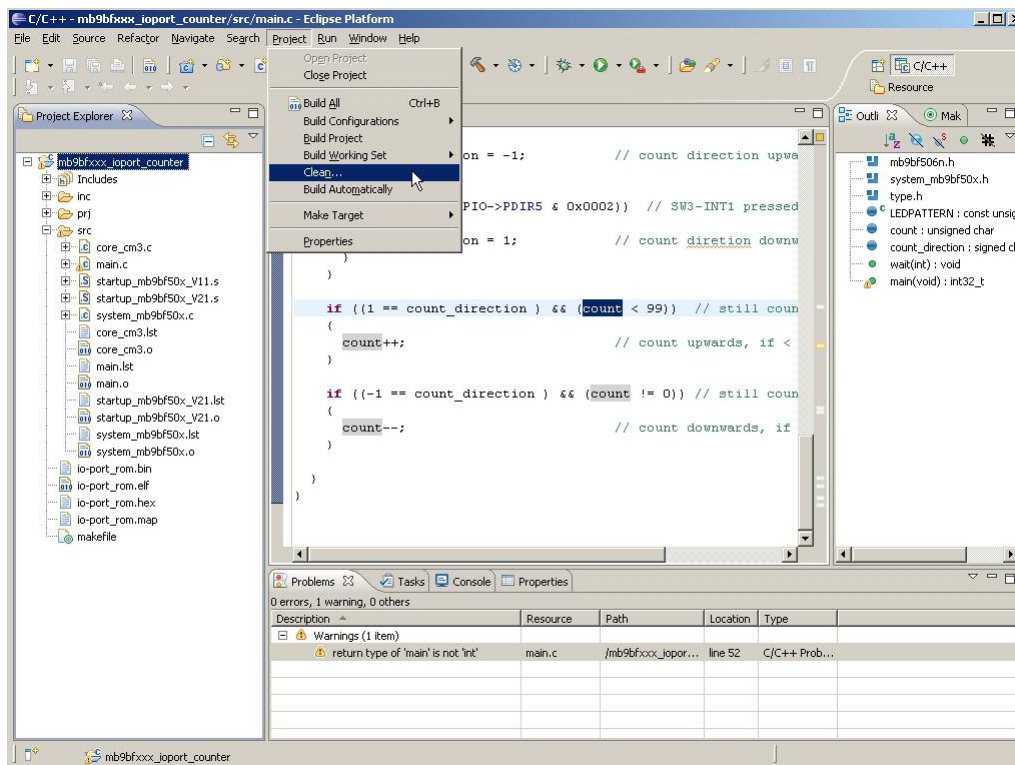 C/C++ - mb9bfxxx_ioport_counter/src/main.c - Eclipse Platform
File Edit Source Refactor Navigate Search Project Run Window Help
C/C++
Resource
Open Project
Close Project
Build All Ctrl+B
Build Configurations
Build Project
Build Working Set
Clean...
Build Automatically
Make Target
Properties
Project Explorer
mb9bfxxx_ioport_counter
Includes
inc
prj
src
core_cm3.c
main.c
startup_mb9bf50x_V11.s
startup_mb9bf50x_V21.s
system_mb9bf50x.c
core_cm3.lst
core_cm3.o
main.lst
main.o
startup_mb9bf50x_V21.lst
startup_mb9bf50x_V21.o
system_mb9bf50x.lst
system_mb9bf50x.o
io-port_rom.bin
io-port_rom.elf
io-port_rom.hex
io-port_rom.map
makefile
on = -1; // count direction upwa
PIO->PDIR5 & 0x0002)) // SW3-INT1 pressed
on = 1; // count diretion downw
}
}
if ((1 == count_direction ) && (count < 99)) // still coun
{
count++; // count upwards, if <
}
if ((-1 == count_direction ) && (count != 0)) // still coun
{
count--; // count downwards, if
}
}
}
Outli Mak
mb9bf506n.h
system_mb9bf50x.h
type.h
LEDPATTERN : const unsig
count : unsigned char
count_direction : signed cl
wait(int) : void
main(void) : int32_t
Problems Tasks Console Properties
0 errors, 1 warning, 0 others
Description Resource Path Location Type
Warnings (1 item)
return type of 'main' is not 'int' main.c /mb9bfxxx_iopor... line 52 C/C++ Prob...
mb9bfxxx_ioport_counter